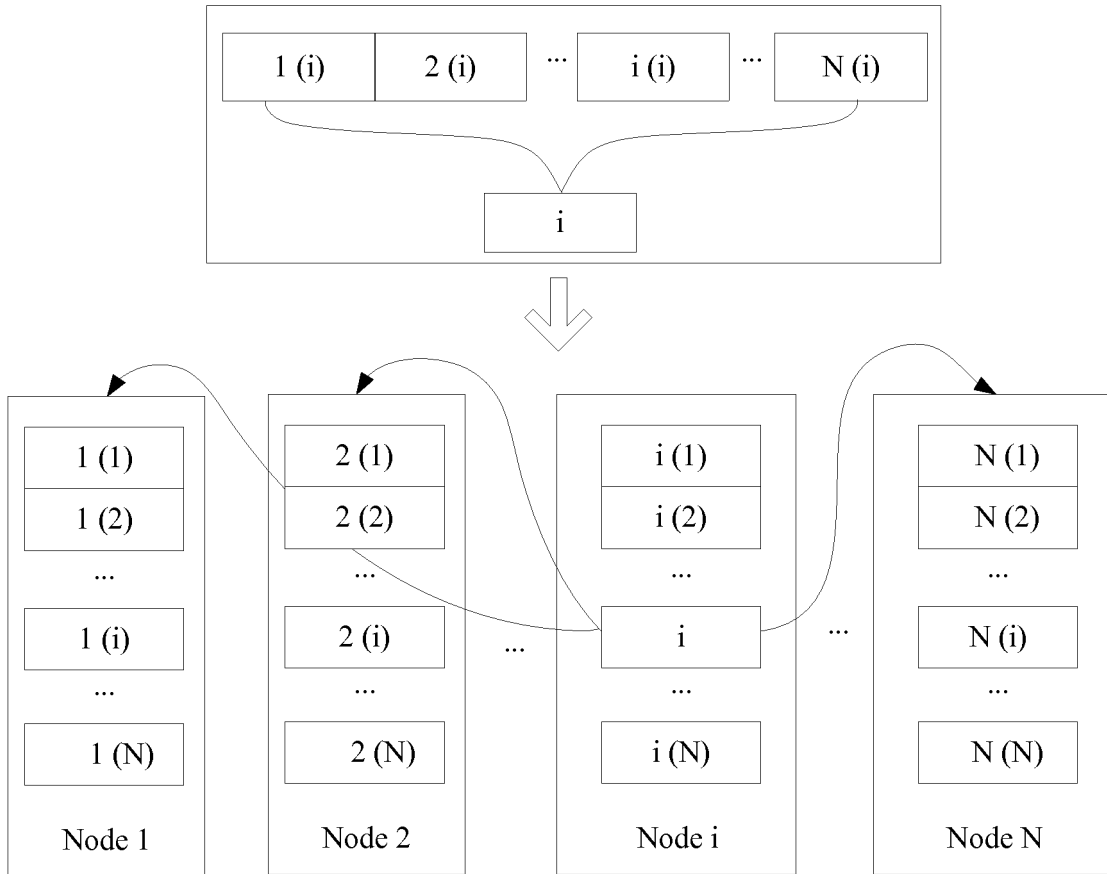 1 (i) 2 (i) ... i (i) ... N (i)
i
1 (1) 2 (1) i (1) N (1)
1 (2) 2 (2) i (2) N (2)
... ... ... ...
1 (i) 2 (i) ... i ... N (i)
... ... ... ...
1 (N) 2 (N) i (N) N (N)
Node 1 Node 2 Node i Node N